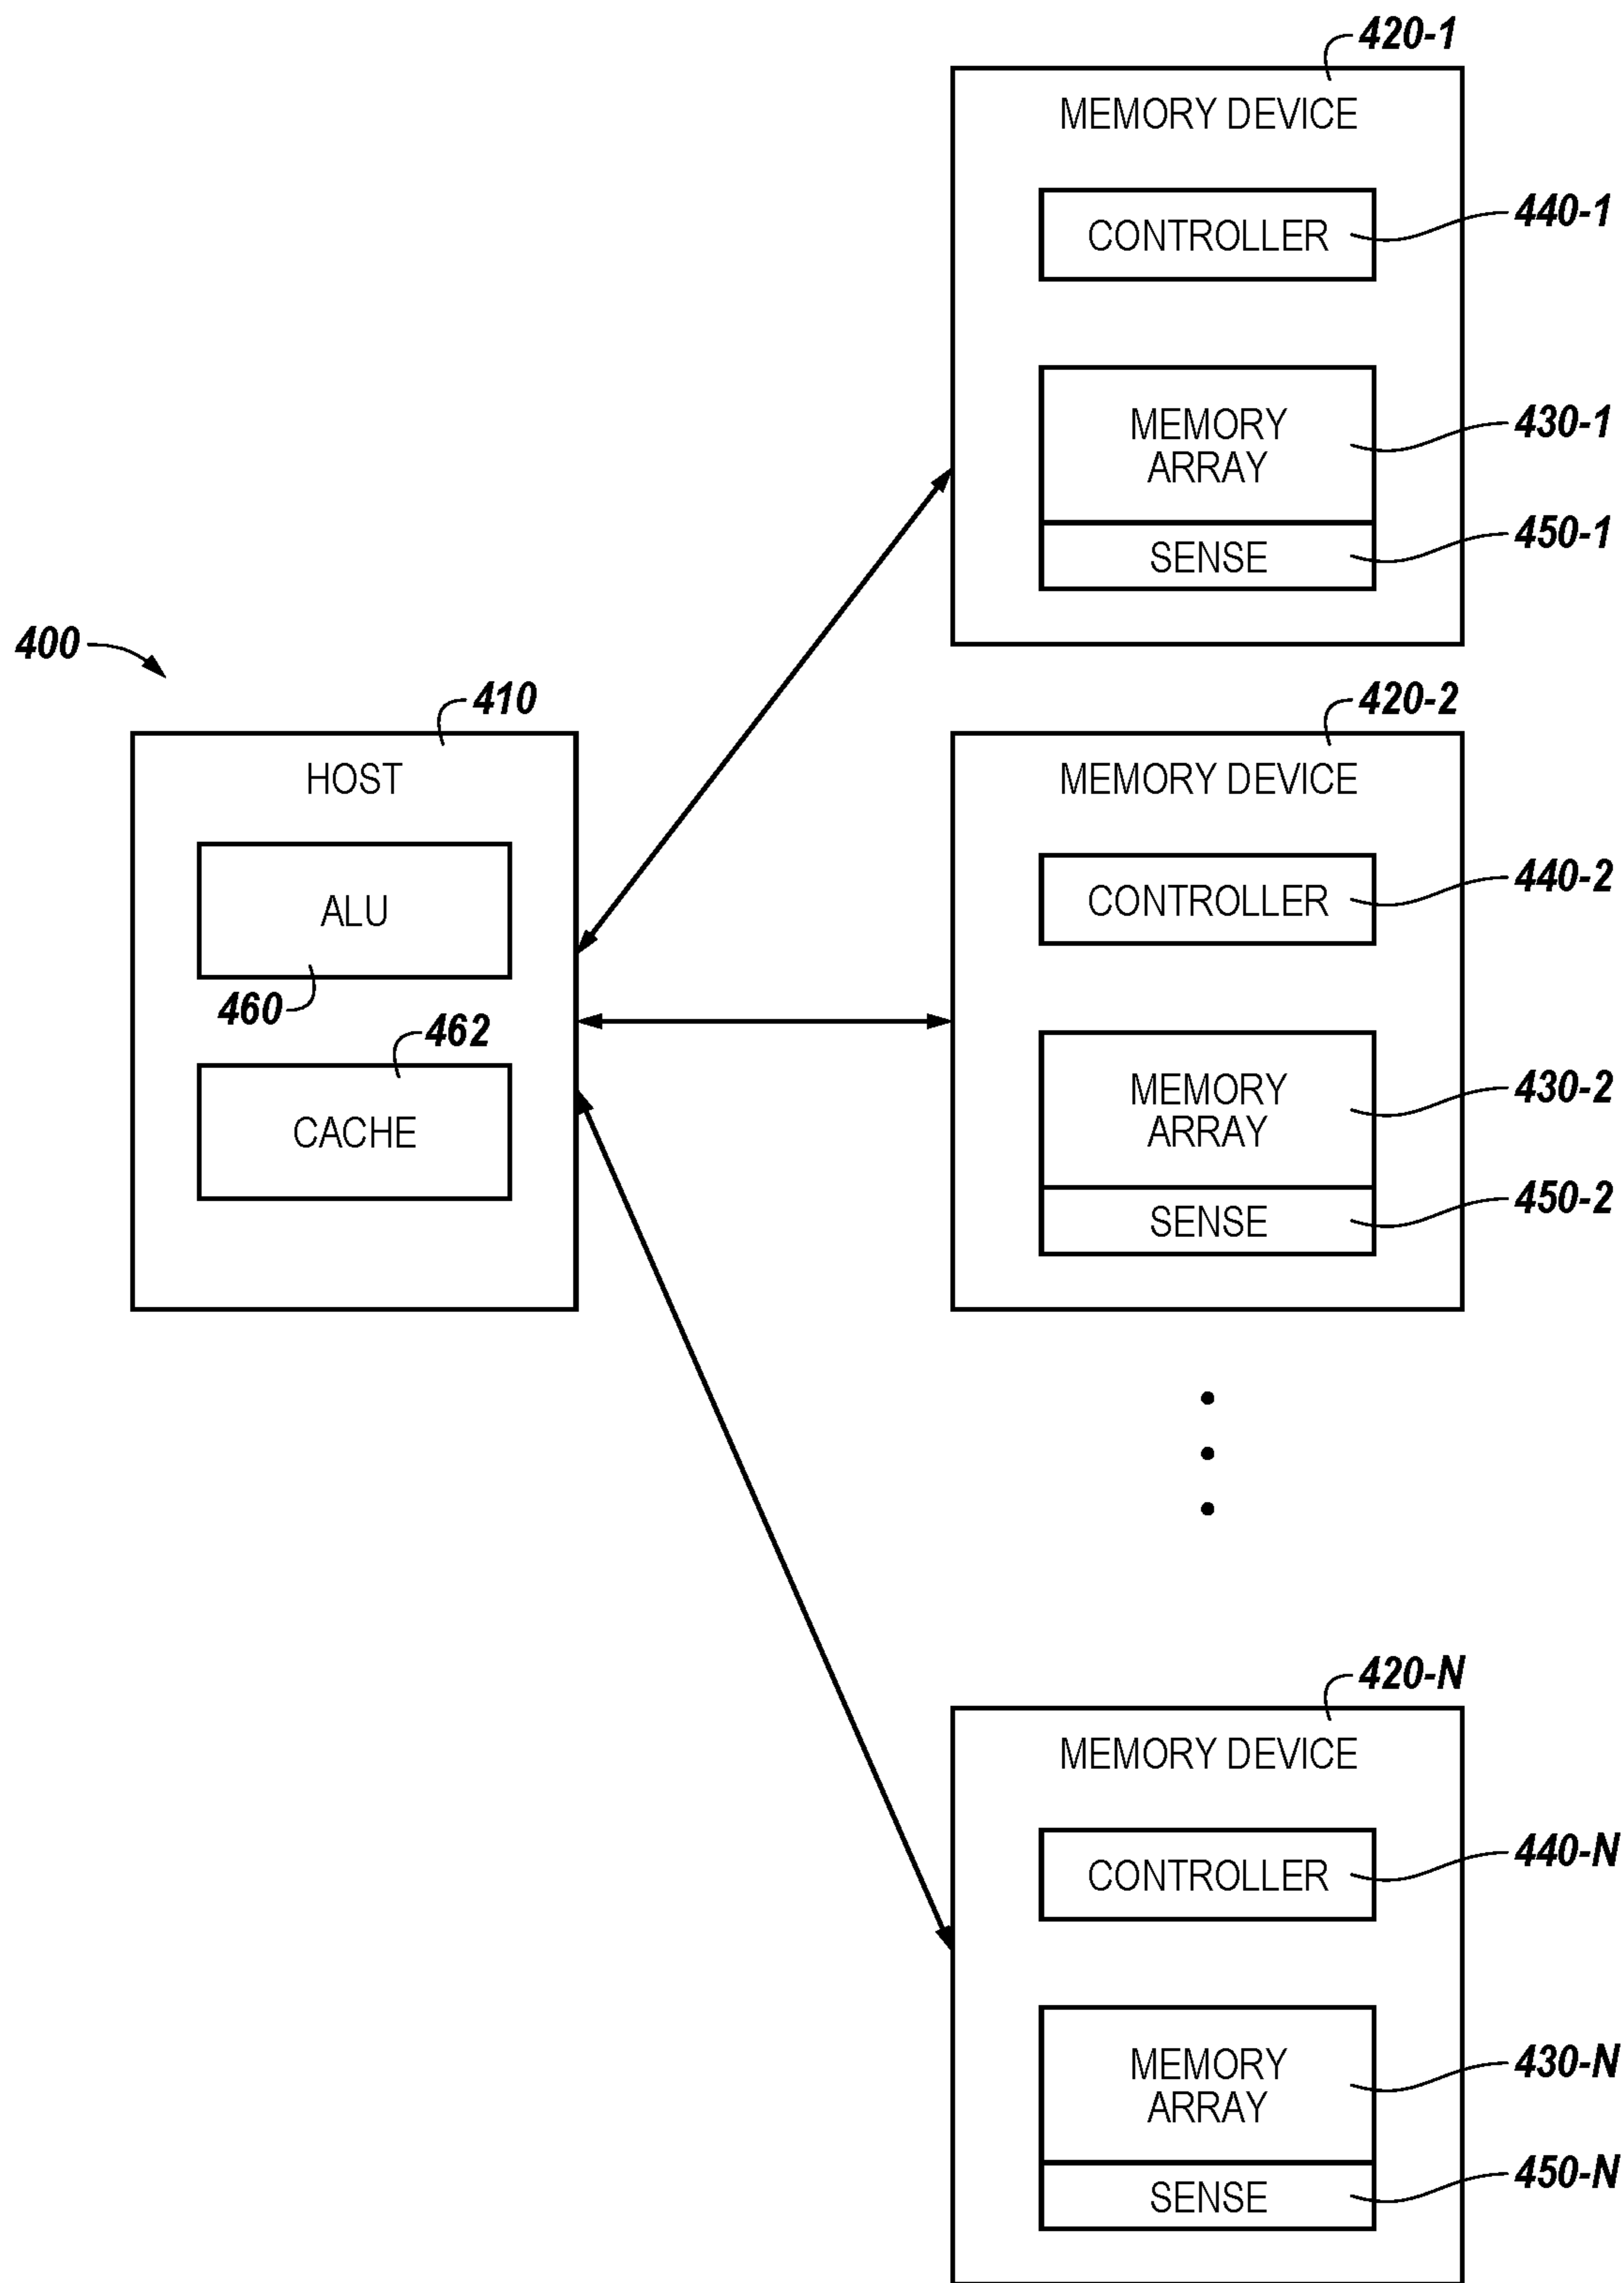 420-1
MEMORY DEVICE
CONTROLLER
440-1
MEMORY
ARRAY
430-1
SENSE
450-1
400
410
HOST
ALU
460
462
CACHE
420-2
MEMORY DEVICE
CONTROLLER
440-2
MEMORY
ARRAY
430-2
SENSE
450-2
420-N
MEMORY DEVICE
CONTROLLER
440-N
MEMORY
ARRAY
430-N
SENSE
450-N